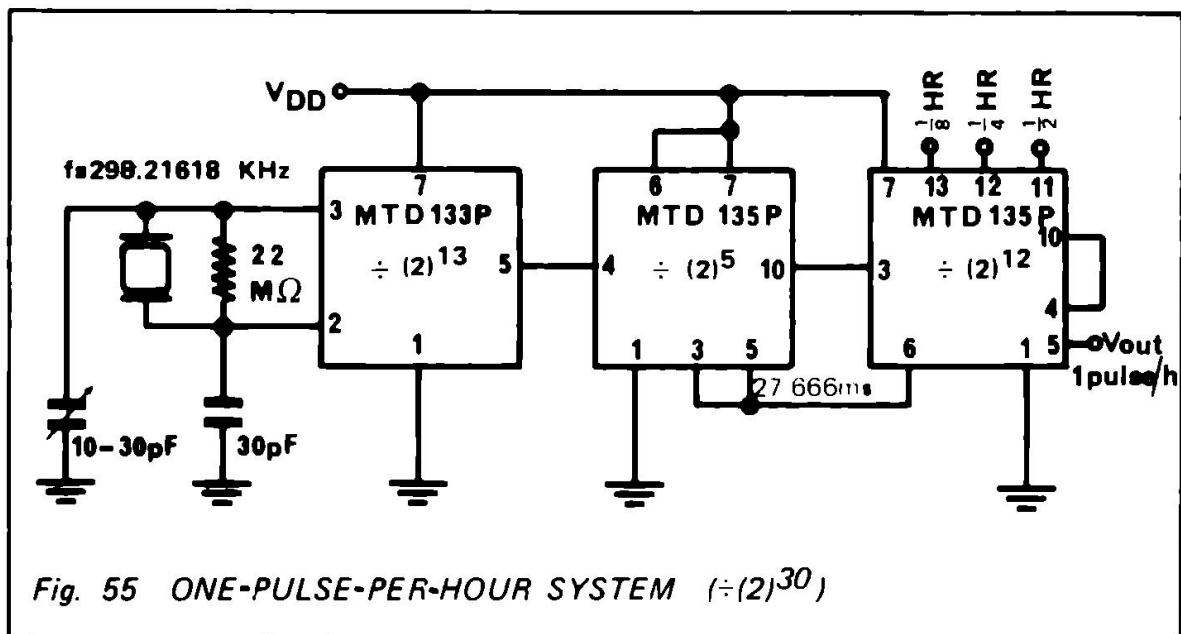 VDD
1/8 HR
1/4 HR
1/2 HR
fs298.21618 KHz
7
6
7
7
13
12
11
3
MTD 133P
MTD 135P
MTD 135P
10
22
MΩ
÷ (2)13
5
4
÷ (2)5
10
3
÷ (2)12
4
2
1
1
3
5
6
1
5
Vout
27 666ms
1pulse/h
10-30pF
30pF
Fig. 55 ONE-PULSE-PER-HOUR SYSTEM (÷(2)30)